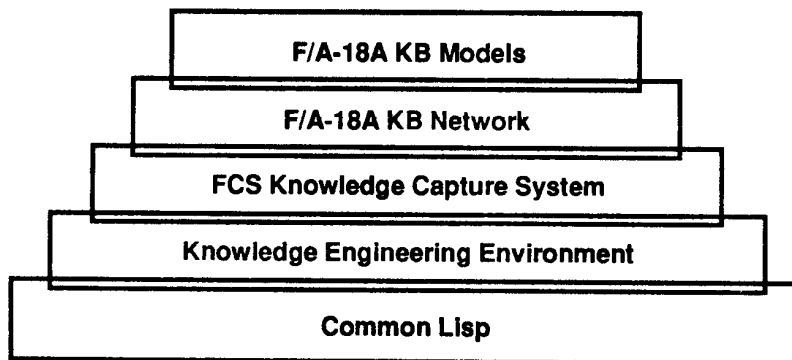 F/A-18A KB Models
F/A-18A KB Network
FCS Knowledge Capture System
Knowledge Engineering Environment
Common Lisp